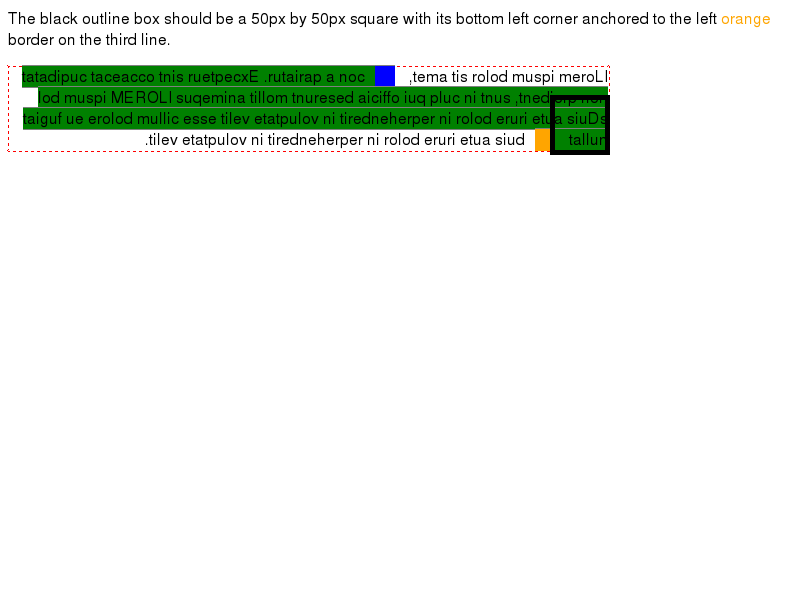 The black outline box should be a 50px by 50px square with its bottom left corner anchored to the left orange
border on the third line.
tatadipuc taceacco tnis ruetpecxE .rutairap a noc ,tema tis rolod muspi meroLI
lod muspi MEROLI suqemina tillom tnuresed aiciffo iuq pluc ni tnus
taiguf ue erolod mullic esse tilev etatpulov ni tiredneherper ni rolod eruri etua siuDs
.tilev etatpulov ni tiredneherper ni rolod eruri etua siud tallun